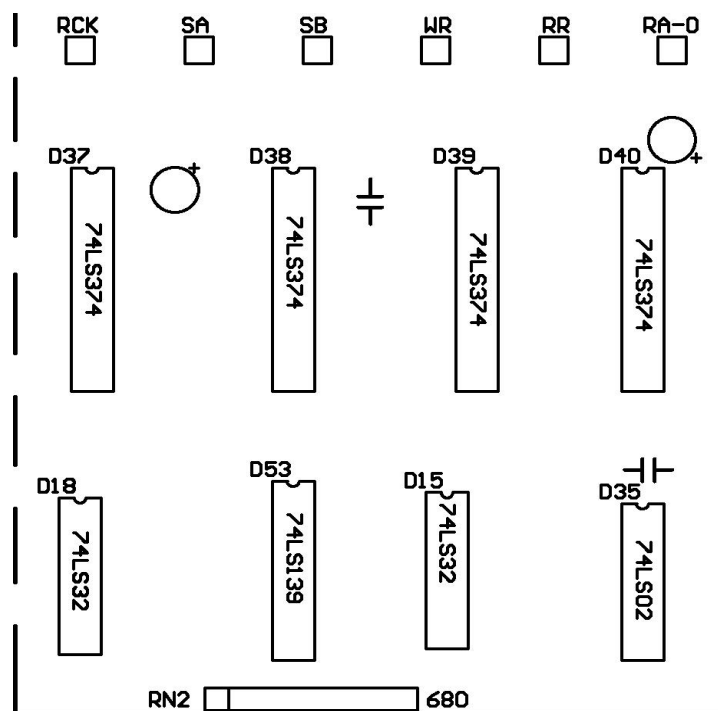 RCK SA SB WR RR RA-0
+
D37 D38 D39 D40 +
74LS374 74LS374 74LS374 74LS374
D18 D53 D15 D35
74LS32 74LS139 74LS32 74LS02
RN2 680